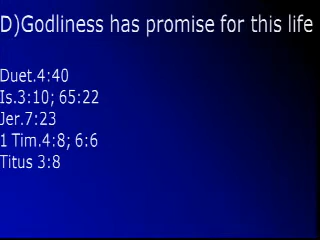 D)Godliness has promise for this life
Duet.4:40
Is.3:10; 65:22
Jer.7:23
1 Tim.4:8; 6:6
Titus 3:8